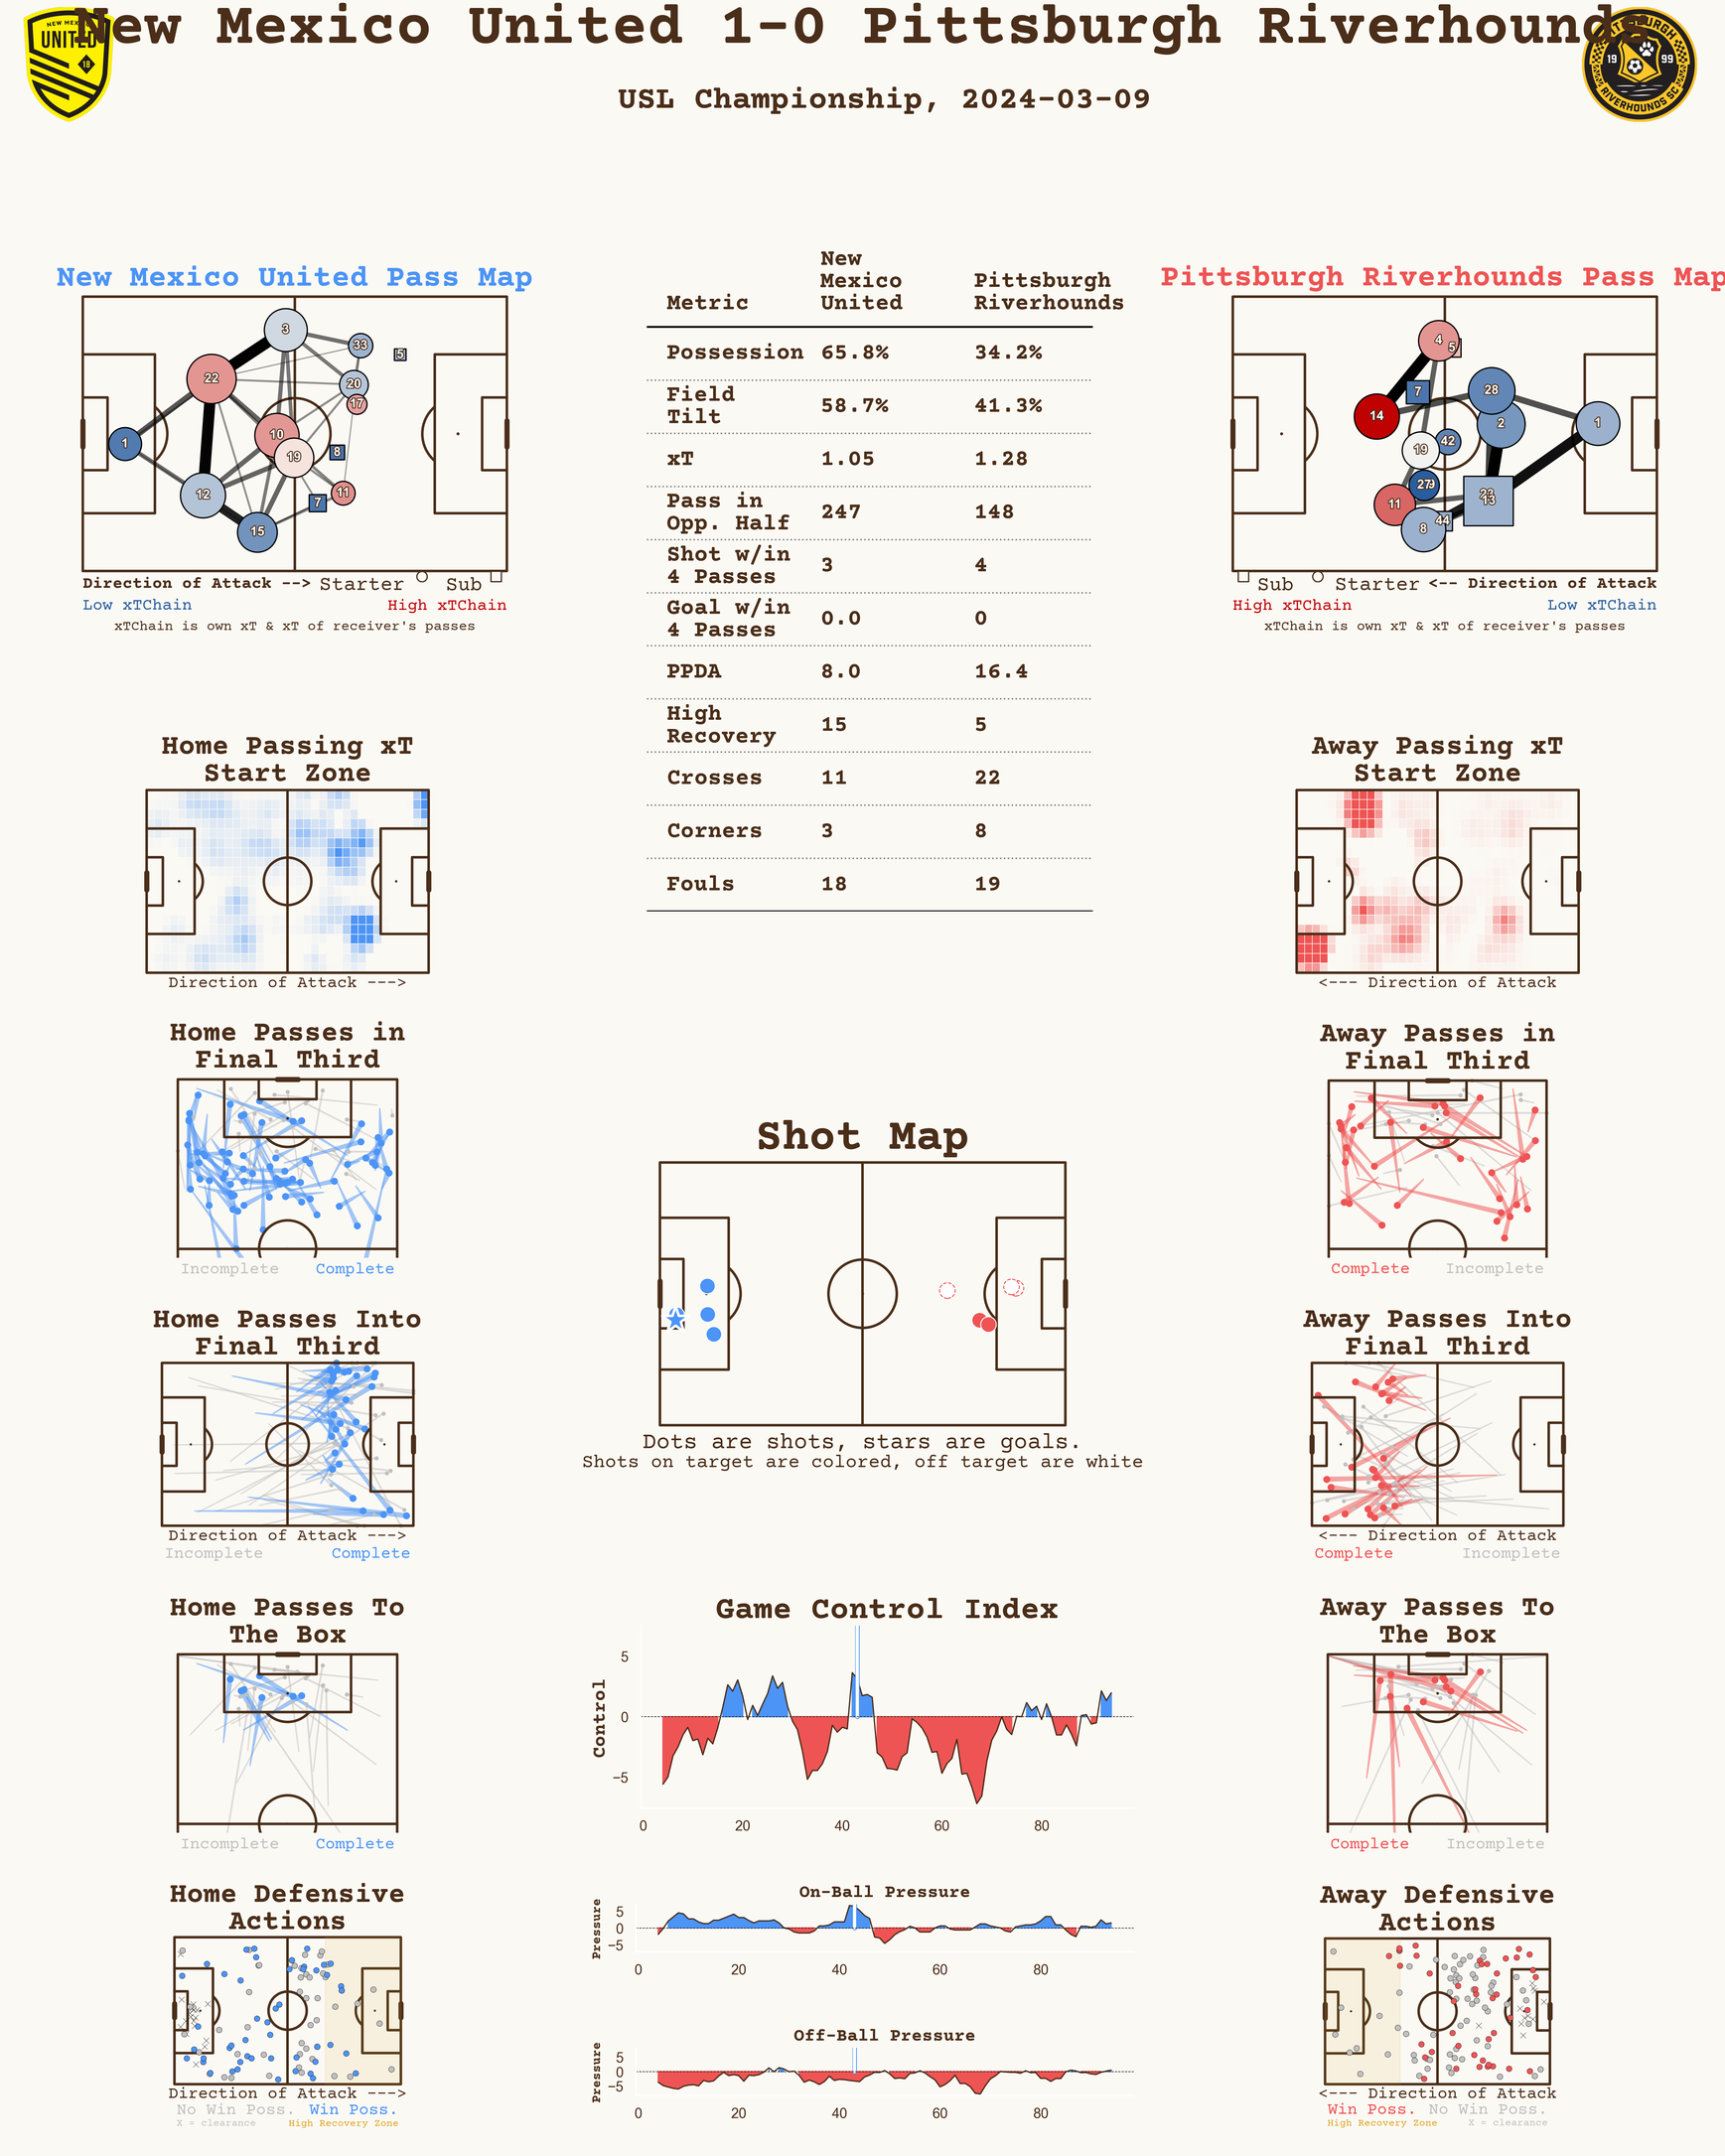 New Mexico United 1-0 Pittsburgh Riverhounds
NEW MEXICO
UNITED
18
PITTSBURGH
19 99
RIVERHOUNDS SC
USL Championship, 2024-03-09
New Mexico United Pass Map
3
33
5
22
20
17
10
1
19
8
12
11
7
15
Direction of Attack --> Starter Sub
Low xTChain High xTChain
xTChain is own xT & xT of receiver's passes
Metric New Mexico United Pittsburgh Riverhounds
Possession 65.8% 34.2%
Field Tilt 58.7% 41.3%
xT 1.05 1.28
Pass in Opp. Half 247 148
Shot w/in 4 Passes 3 4
Goal w/in 4 Passes 0.0 0
PPDA 8.0 16.4
High Recovery 15 5
Crosses 11 22
Corners 3 8
Fouls 18 19
Pittsburgh Riverhounds Pass Map
4
5
7
28
14
2
1
42
19
27
11
13
44
8
Sub Starter <-- Direction of Attack
High xTChain Low xTChain
xTChain is own xT & xT of receiver's passes
Home Passing xT
Start Zone
Direction of Attack --->
Away Passing xT
Start Zone
<--- Direction of Attack
Home Passes in
Final Third
Incomplete Complete
Away Passes in
Final Third
Complete Incomplete
Shot Map
Dots are shots, stars are goals.
Shots on target are colored, off target are white
Home Passes Into
Final Third
Direction of Attack --->
Incomplete Complete
Away Passes Into
Final Third
<--- Direction of Attack
Complete Incomplete
Home Passes To
The Box
Incomplete Complete
Game Control Index
Control
5
0
−5
0 20 40 60 80
Away Passes To
The Box
Complete Incomplete
Home Defensive
Actions
Direction of Attack --->
No Win Poss. Win Poss.
X = clearance High Recovery Zone
On-Ball Pressure
Pressure
5
0
−5
0 20 40 60 80
Off-Ball Pressure
Pressure
5
0
−5
0 20 40 60 80
Away Defensive
Actions
<--- Direction of Attack
Win Poss. No Win Poss.
High Recovery Zone X = clearance